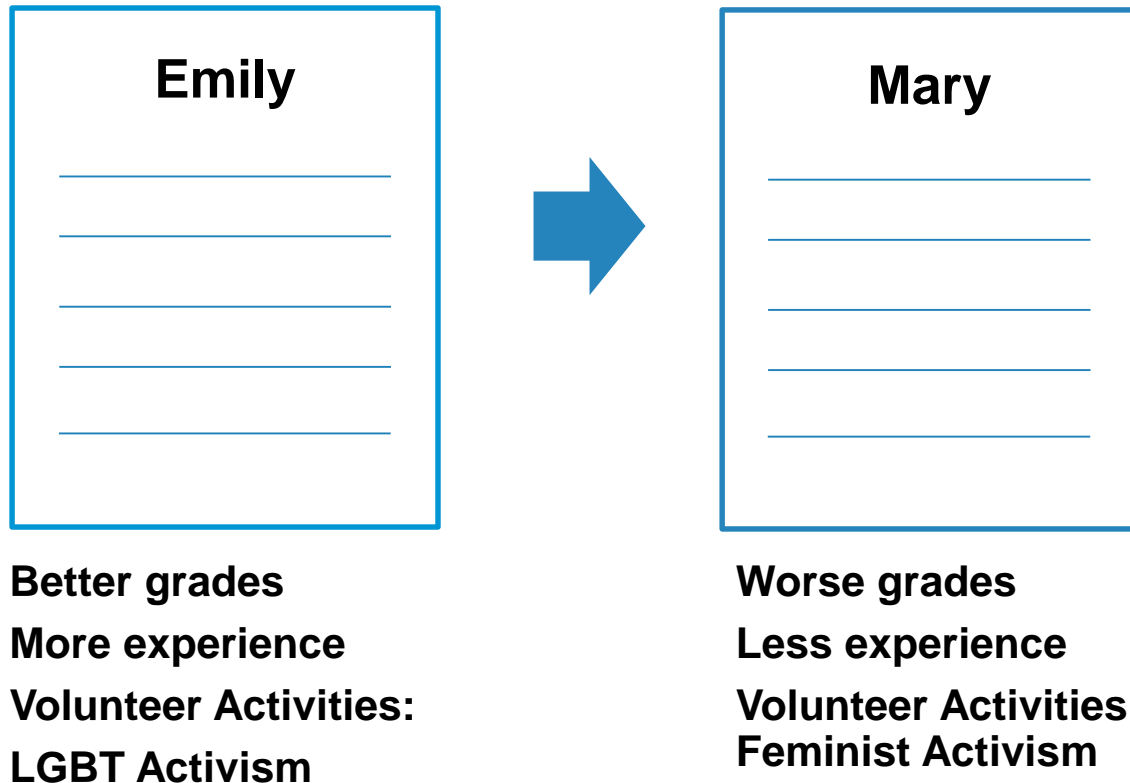 Emily
Better grades
More experience
Volunteer Activities:
LGBT Activism
Mary
Worse grades
Less experience
Volunteer Activities
Feminist Activism